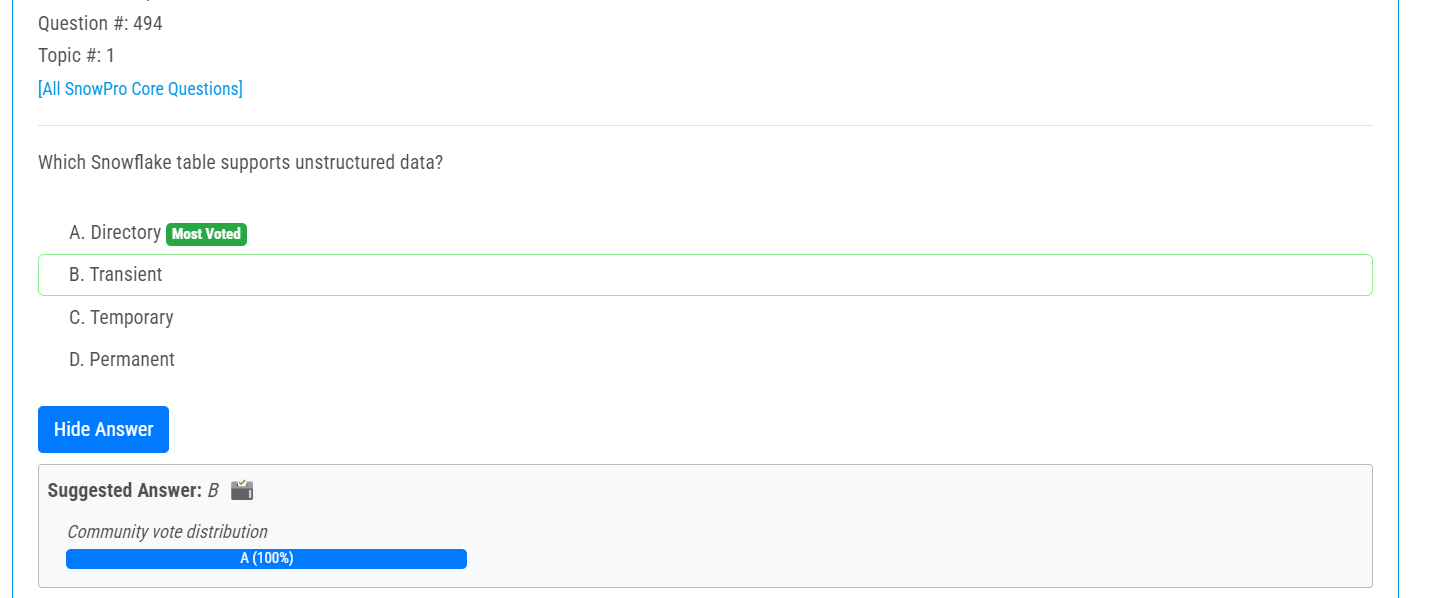 Question #: 494
Topic #: 1
[All SnowPro Core Questions]
Which Snowflake table supports unstructured data?
A. Directory Most Voted
B. Transient
C. Temporary
D. Permanent
Hide Answer
Suggested Answer: B
Community vote distribution
A (100%)